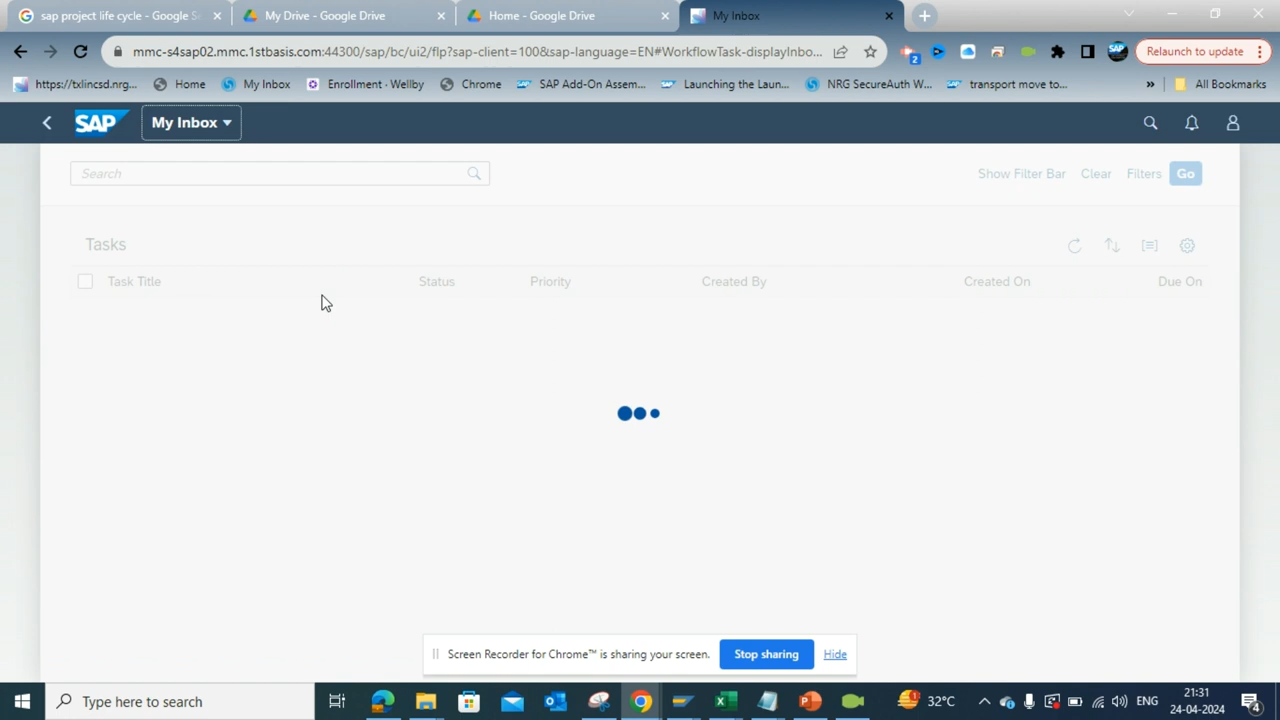 sap project life cycle - Google S
My Drive - Google Drive
Home - Google Drive
My Inbox
mmc-s4sap02.mmc.1stbasis.com:44300/sap/bc/ui2/flp?sap-client=100&sap-language=EN#WorkflowTask-displayInbo...
2
SAP
Relaunch to update
https://txlincsd.nrg...
Home
My Inbox
Enrollment · Wellby
Chrome
SAP Add-On Assem...
Launching the Laun...
NRG SecureAuth W...
transport move to...
»
All Bookmarks
SAP
My Inbox
Search
Show Filter Bar
Clear
Filters
Go
Tasks
Task Title
Status
Priority
Created By
Created On
Due On
Screen Recorder for Chrome™ is sharing your screen.
Stop sharing
Hide
Type here to search
1
32°C
ENG
21:31
24-04-2024
4